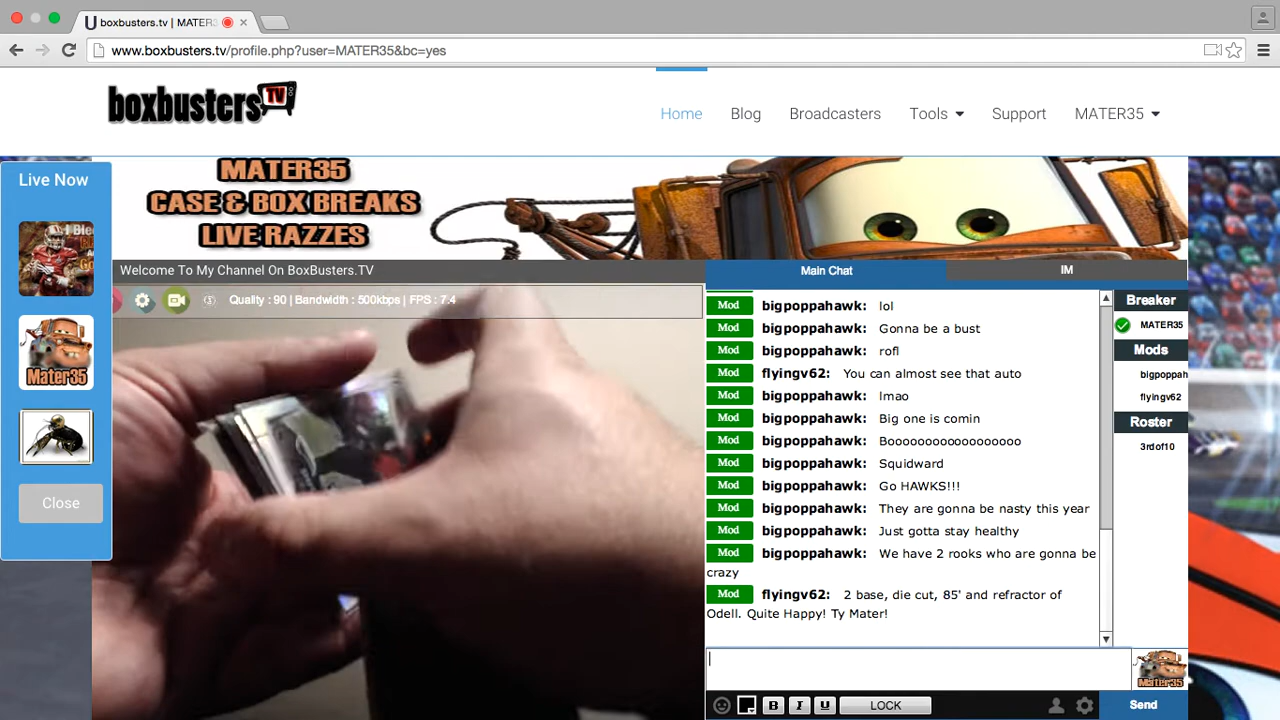 boxbusters.tv | MATER3
www.boxbusters.tv/profile.php?user=MATER35&bc=yes
boxbusters TV
Home Blog Broadcasters Tools Support MATER35
Live Now
MATER35
CASE & BOX BREAKS
LIVE RAZZES
Welcome To My Channel On BoxBusters.TV
Main Chat IM
Quality : 90 | Bandwidth : 500kbps | FPS : 7.4
Mod bigpoppahawk: lol
Mod bigpoppahawk: Gonna be a bust
Mod bigpoppahawk: rofl
Mod flyingv62: You can almost see that auto
Mod bigpoppahawk: lmao
Mod bigpoppahawk: Big one is comin
Mod bigpoppahawk: Booooooooooooooooo
Mod bigpoppahawk: Squidward
Mod bigpoppahawk: Go HAWKS!!!
Mod bigpoppahawk: They are gonna be nasty this year
Mod bigpoppahawk: Just gotta stay healthy
Mod bigpoppahawk: We have 2 rooks who are gonna be
crazy
Mod flyingv62: 2 base, die cut, 85' and refractor of
Odell. Quite Happy! Ty Mater!
Breaker
MATER35
Mods
bigpoppah
flyingv62
Roster
3rdof10
Mater35
Close
Mater35
B I U LOCK Send